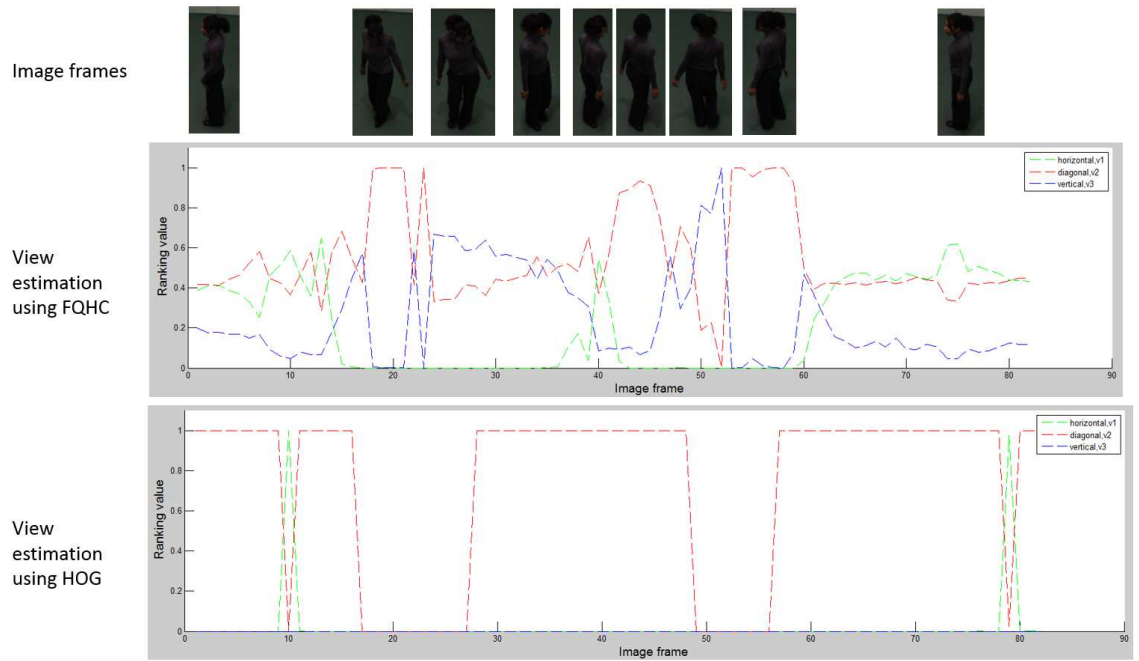 Image frames
View
estimation
using FQHC
Ranking value
1
0.8
0.6
0.4
0.2
0
0 10 20 30 40 50 60 70 80 90
Image frame
horizontal,v1
diagonal,v2
vertical,v3
View
estimation
using HOG
Ranking value
1
0.8
0.6
0.4
0.2
0
0 10 20 30 40 50 60 70 80 90
Image frame
horizontal,v1
diagonal,v2
vertical,v3